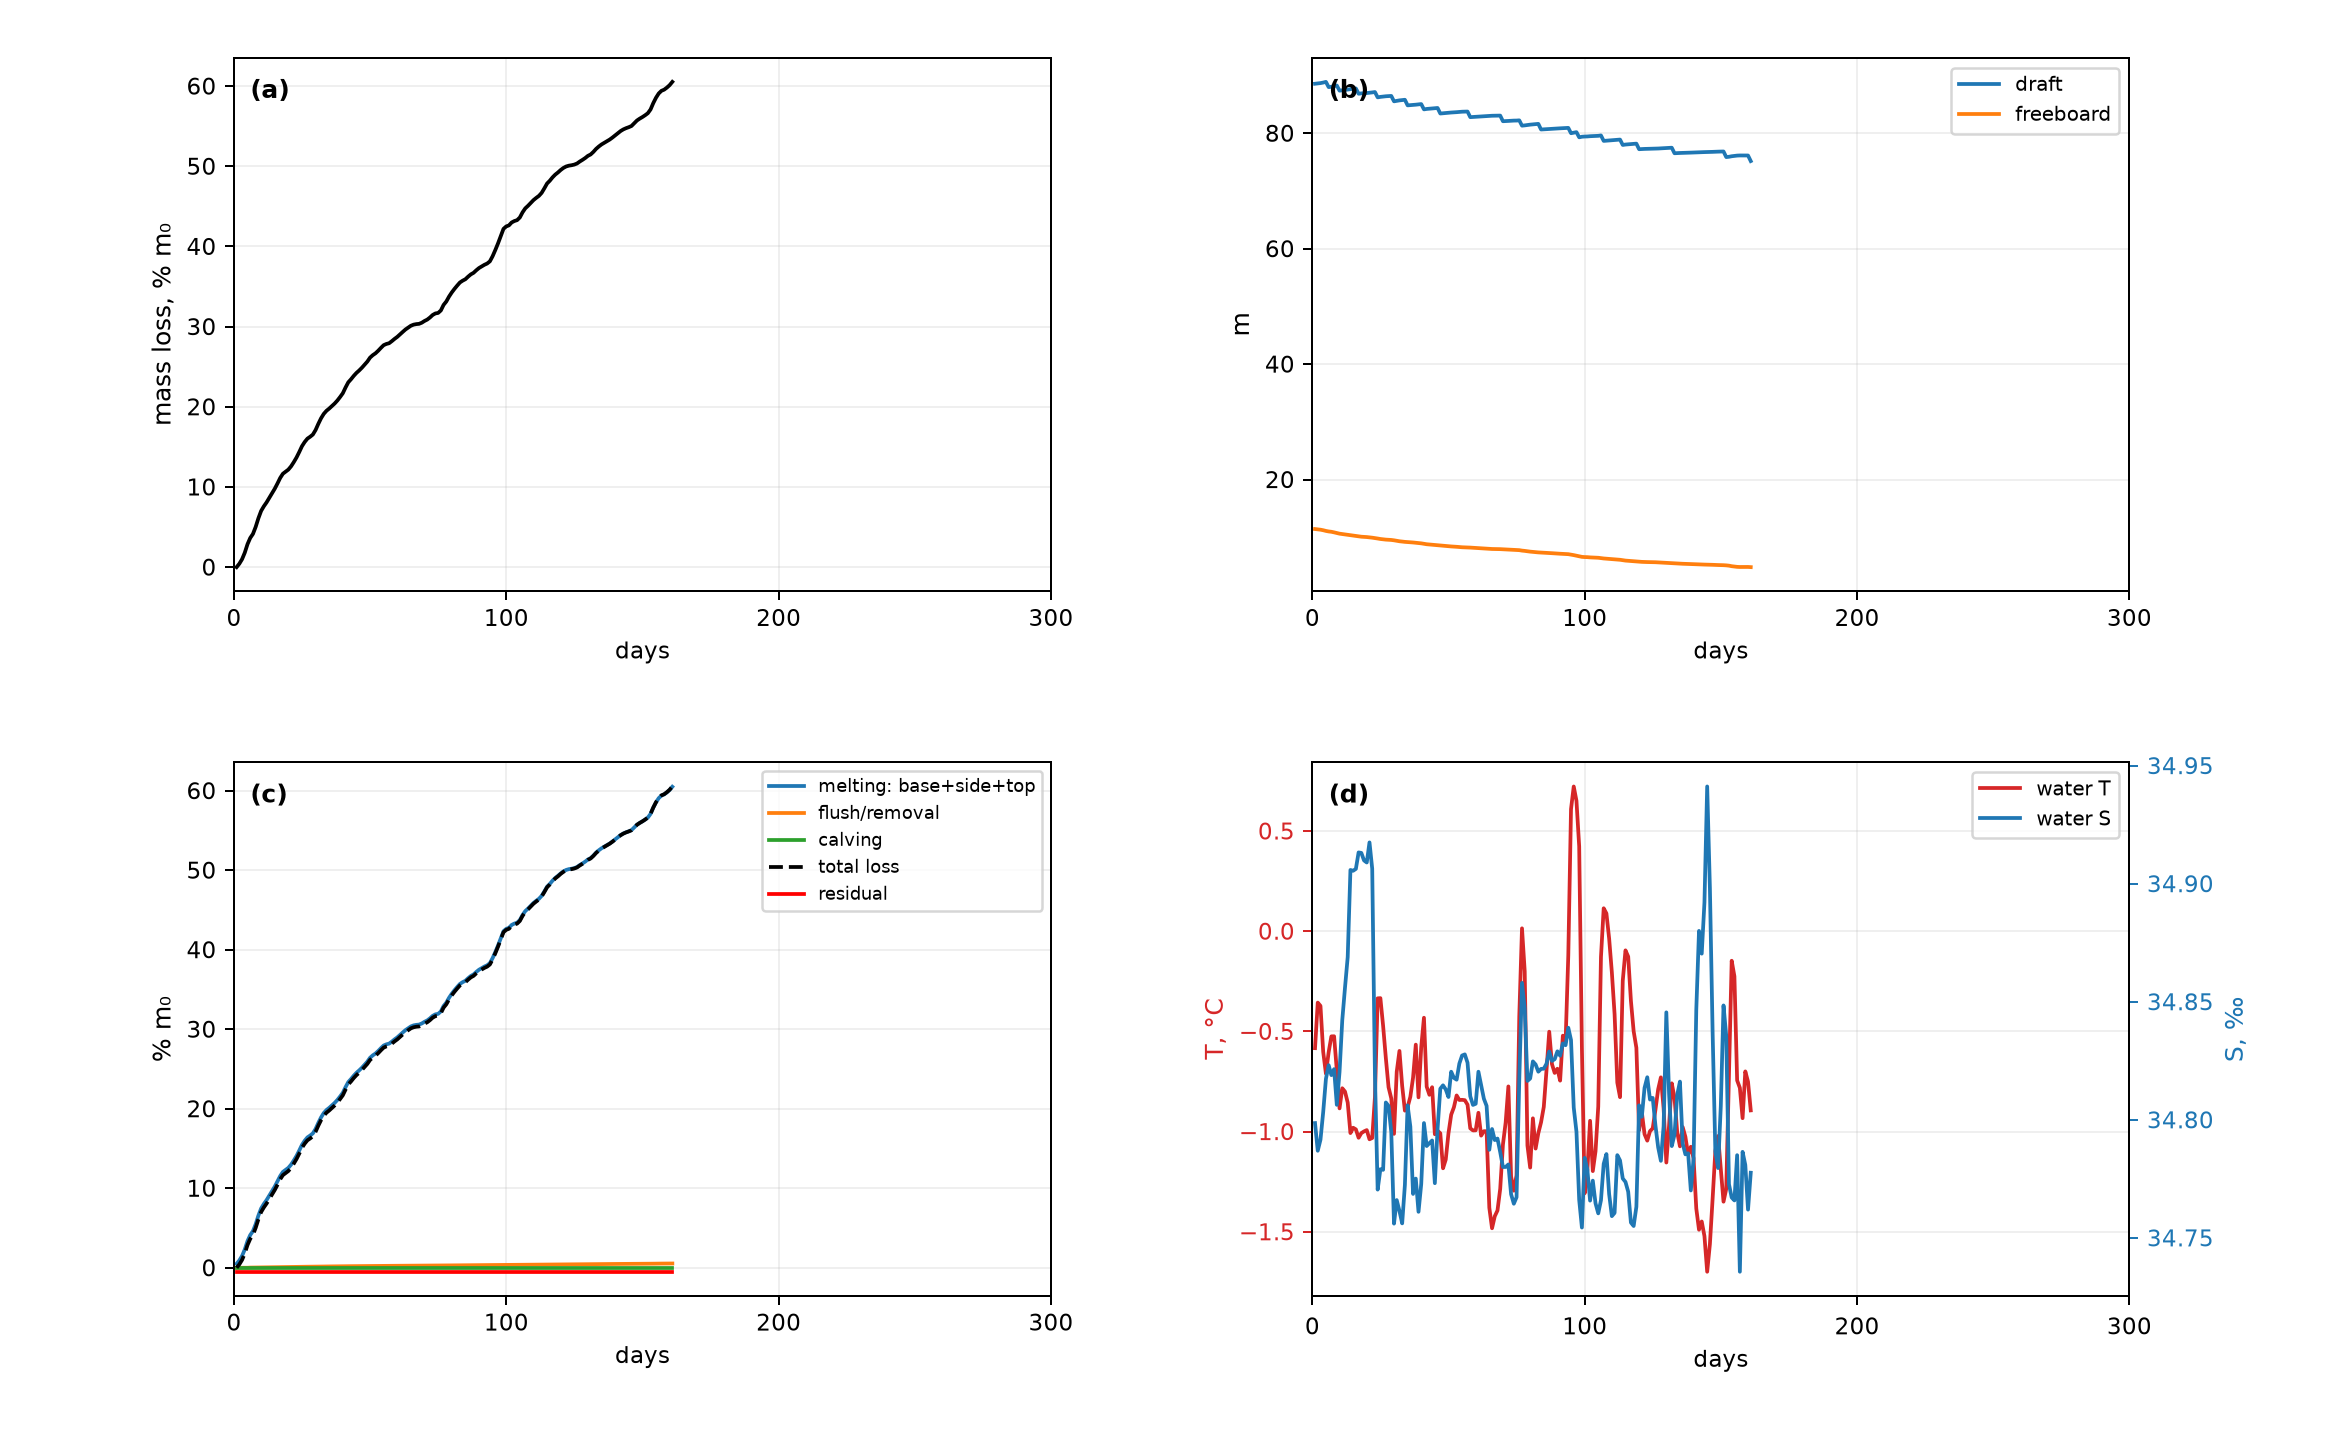 (a)
60
50
40
30
20
10
0
mass loss, % m₀
0 100 200 300
days
(b)
draft
freeboard
80
60
40
20
m
0 100 200 300
days
(c)
melting: base+side+top
flush/removal
calving
total loss
residual
60
50
40
30
20
10
0
% m₀
0 100 200 300
days
(d)
water T
water S
0.5
0.0
−0.5
−1.0
−1.5
T, °C
34.95
34.90
34.85
34.80
34.75
S, ‰
0 100 200 300
days